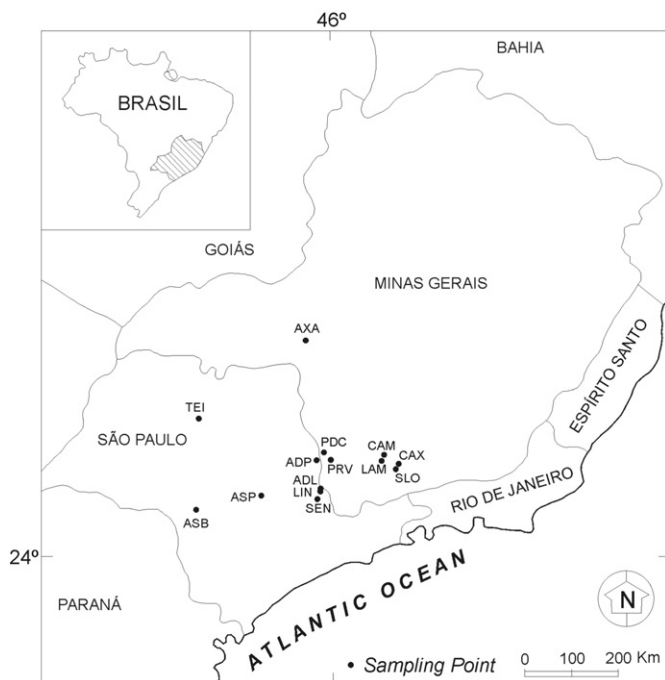 46º
BAHIA
BRASIL
GOIÁS
MINAS GERAIS
AXA
ESPÍRITO SANTO
TEI
SÃO PAULO
PDC
CAM
ADP
PRV
LAM
CAX
SLO
ADL
LIN
ASP
SEN
RIO DE JANEIRO
ASB
24º
ATLANTIC OCEAN
PARANÁ
N
Sampling Point
0 100 200 Km